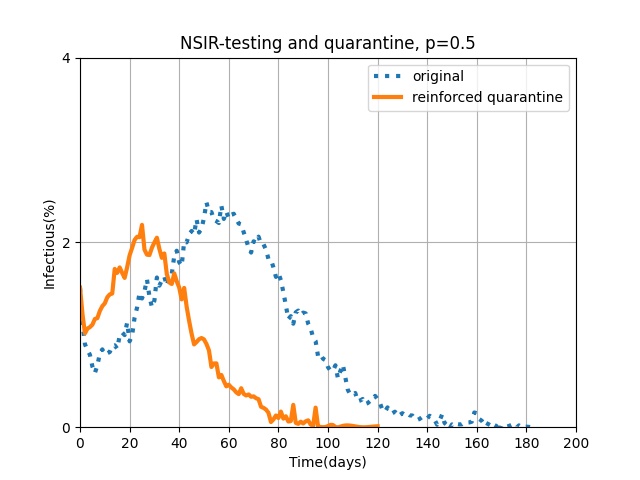 NSIR-testing and quarantine, p=0.5
original
reinforced quarantine
Infectious(%)
4
2
0
0 20 40 60 80 100 120 140 160 180 200
Time(days)